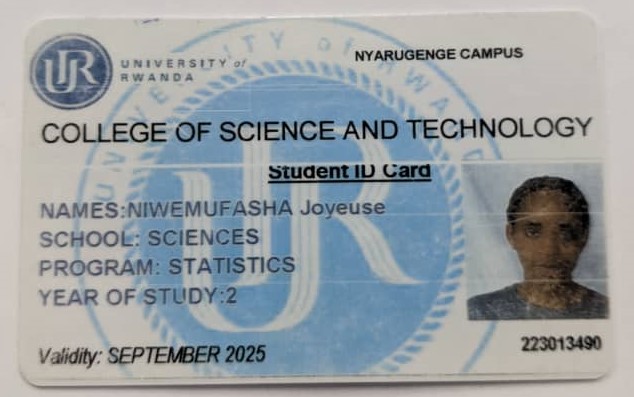 UR
UNIVERSITY of
RWANDA
NYARUGENGE CAMPUS
UNIVERSITY of RWANDA
COLLEGE OF SCIENCE AND TECHNOLOGY
Student ID Card
UR
NAMES:NIWEMUFASHA Joyeuse
SCHOOL: SCIENCES
PROGRAM: STATISTICS
YEAR OF STUDY:2
Validity: SEPTEMBER 2025
223013490